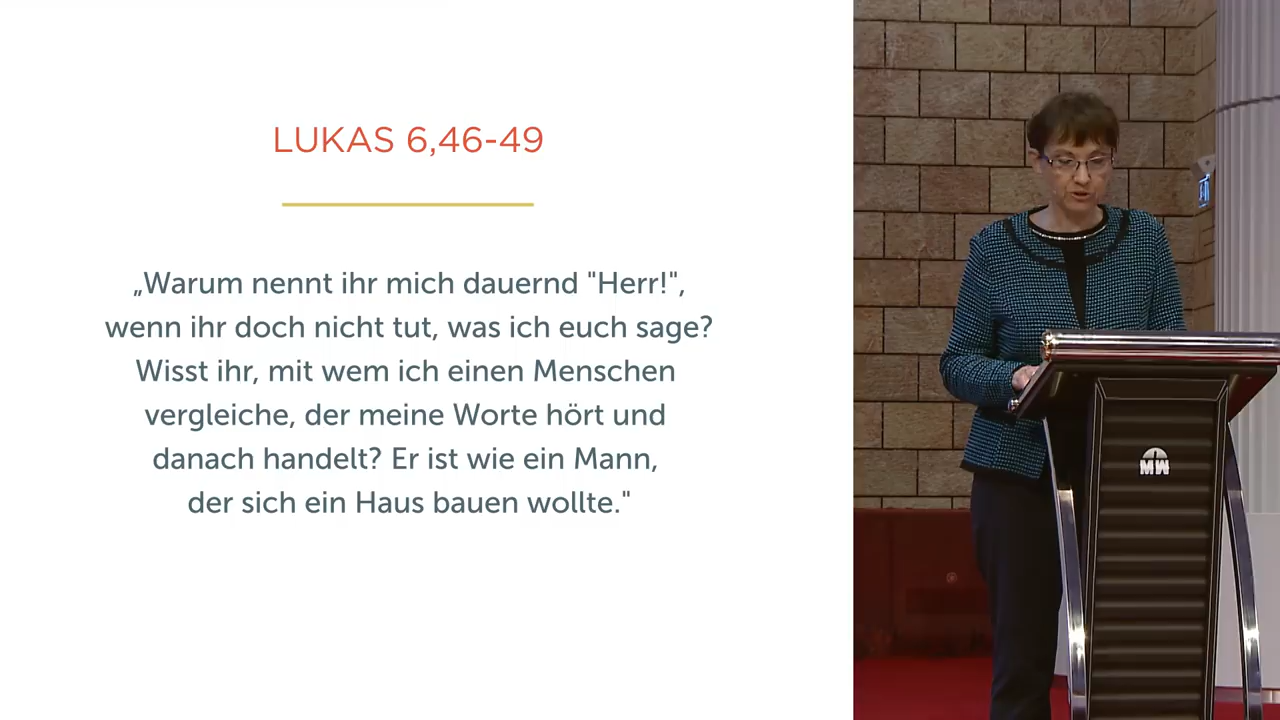 LUKAS 6,46-49
„Warum nennt ihr mich dauernd "Herr!",
wenn ihr doch nicht tut, was ich euch sage?
Wisst ihr, mit wem ich einen Menschen
vergleiche, der meine Worte hört und
danach handelt? Er ist wie ein Mann,
der sich ein Haus bauen wollte."
MW